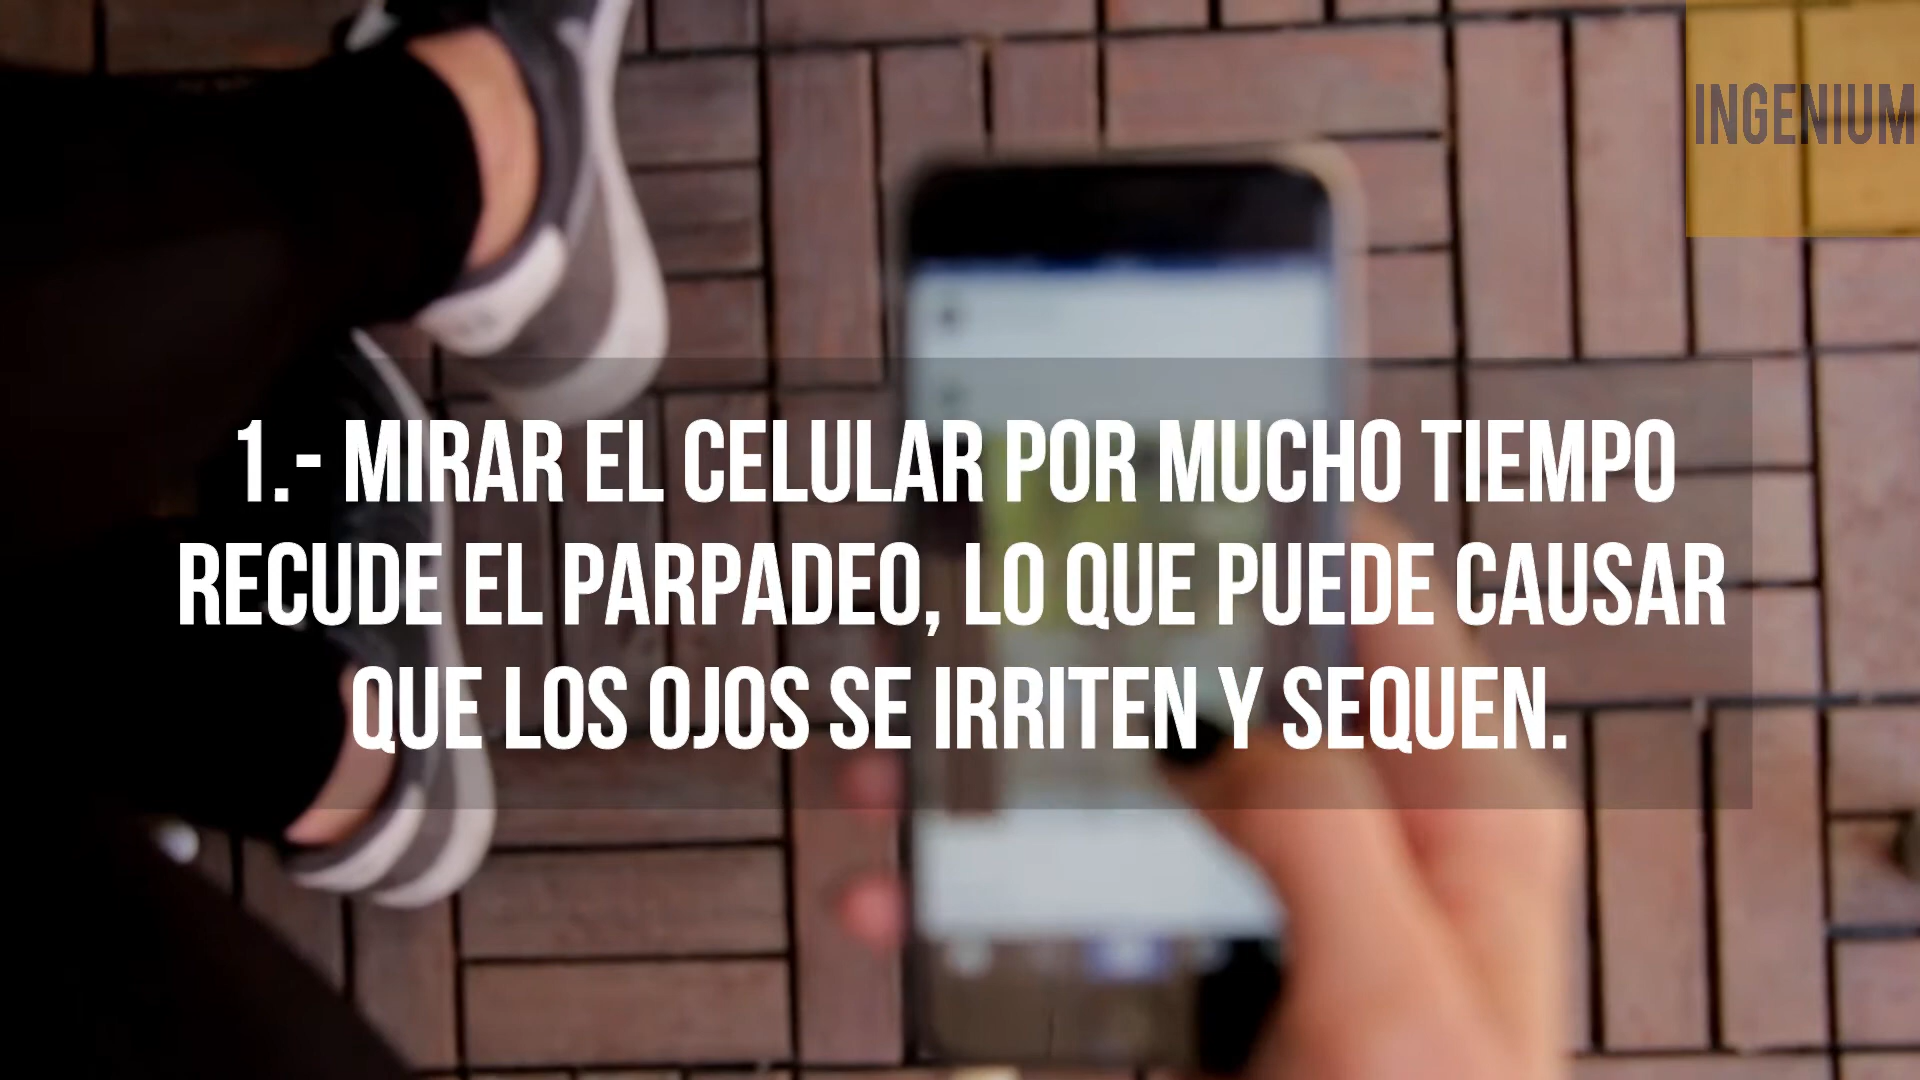 INGENIUM
1.- MIRAR EL CELULAR POR MUCHO TIEMPO
RECUDE EL PARPADEO, LO QUE PUEDE CAUSAR
QUE LOS OJOS SE IRRITEN Y SEQUEN.